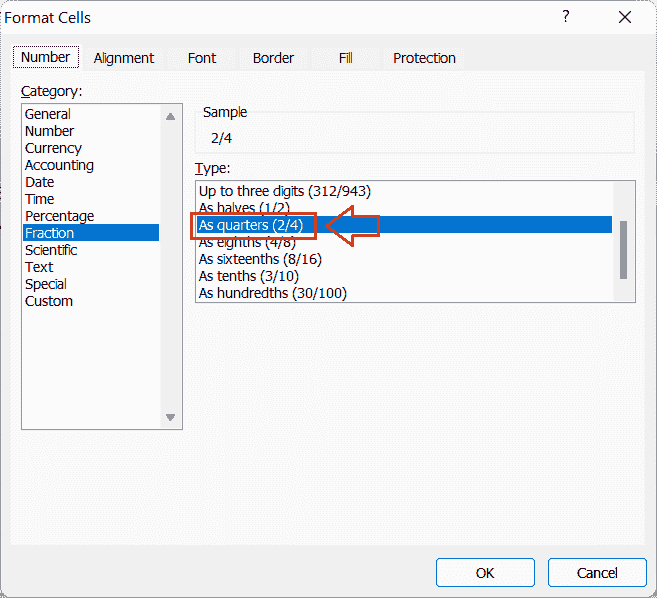 Format Cells ?
Number Alignment Font Border Fill Protection
Category:
General
Number
Currency
Accounting
Date
Time
Percentage
Fraction
Scientific
Text
Special
Custom
Sample
2/4
Type:
Up to three digits (312/943)
As halves (1/2)
As quarters (2/4)
As eighths (4/8)
As sixteenths (8/16)
As tenths (3/10)
As hundredths (30/100)
OK Cancel